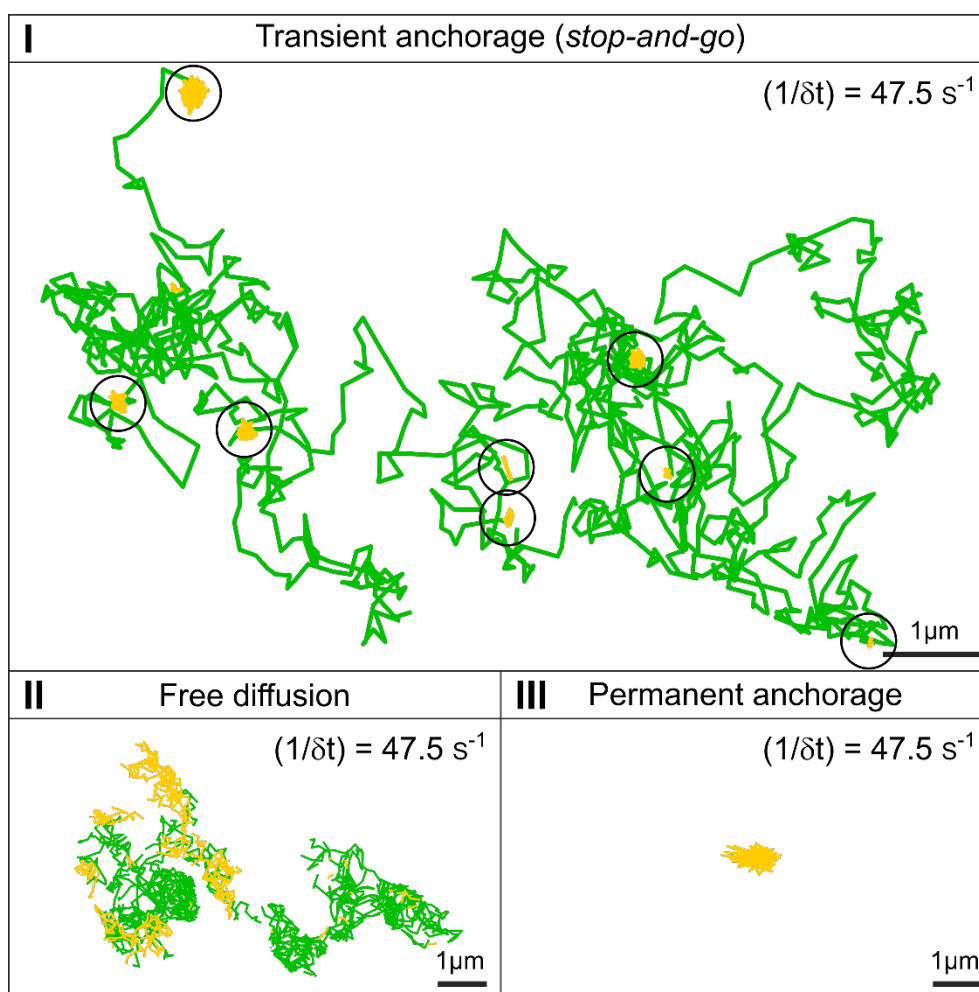 I Transient anchorage (stop-and-go)
(1/δt) = 47.5 s⁻¹
1μm
II Free diffusion
(1/δt) = 47.5 s⁻¹
1μm
III Permanent anchorage
(1/δt) = 47.5 s⁻¹
1μm